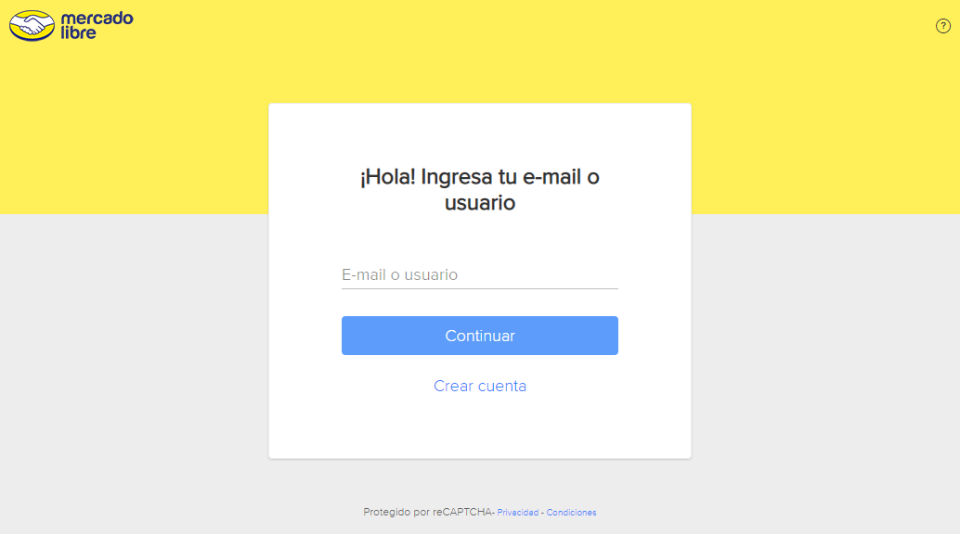 mercado
libre
?
¡Hola! Ingresa tu e-mail o
usuario
E-mail o usuario
Continuar
Crear cuenta
Protegido por reCAPTCHA- Privacidad - Condiciones